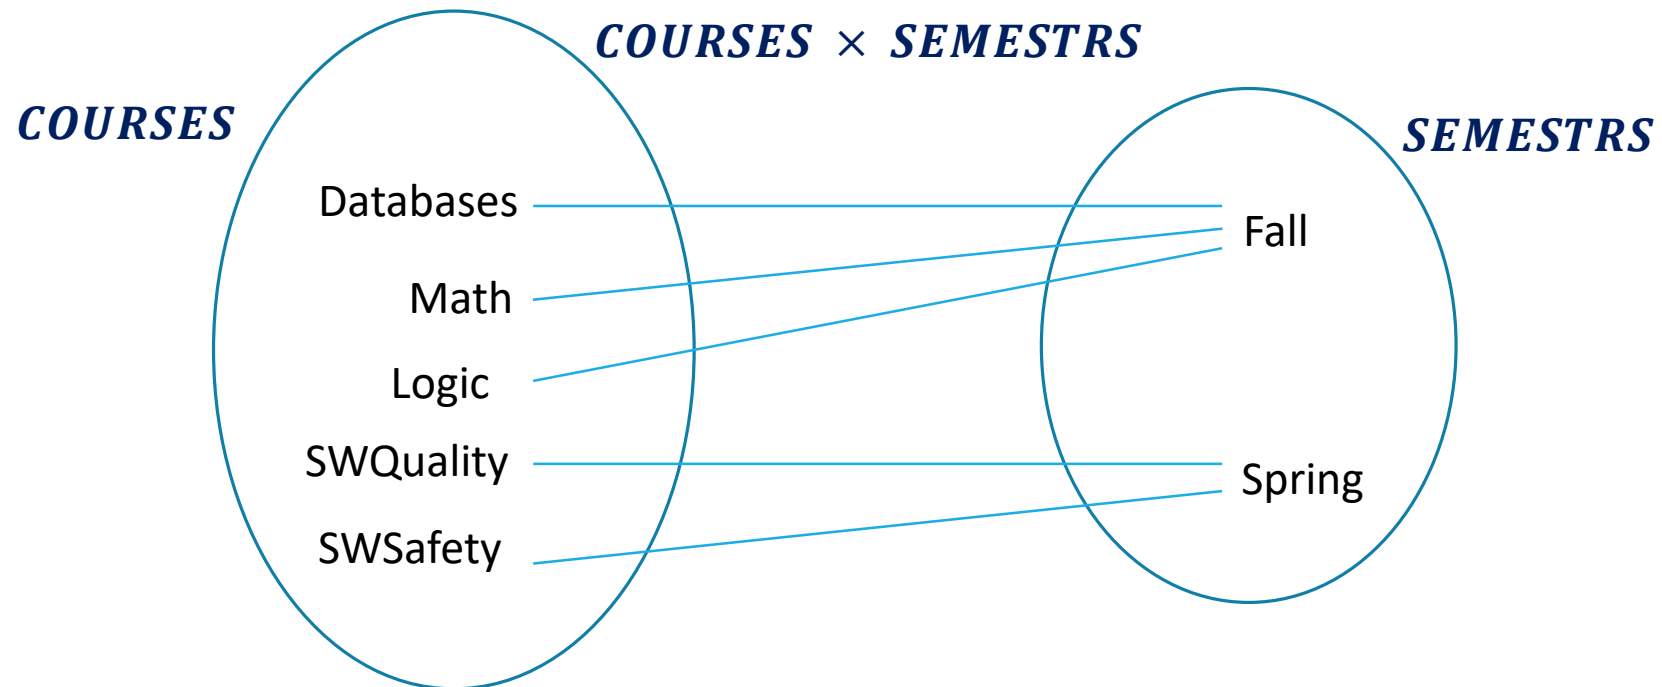 COURSES × SEMESTRS
COURSES
SEMESTRS
Databases
Fall
Math
Logic
SWQuality
Spring
SWSafety